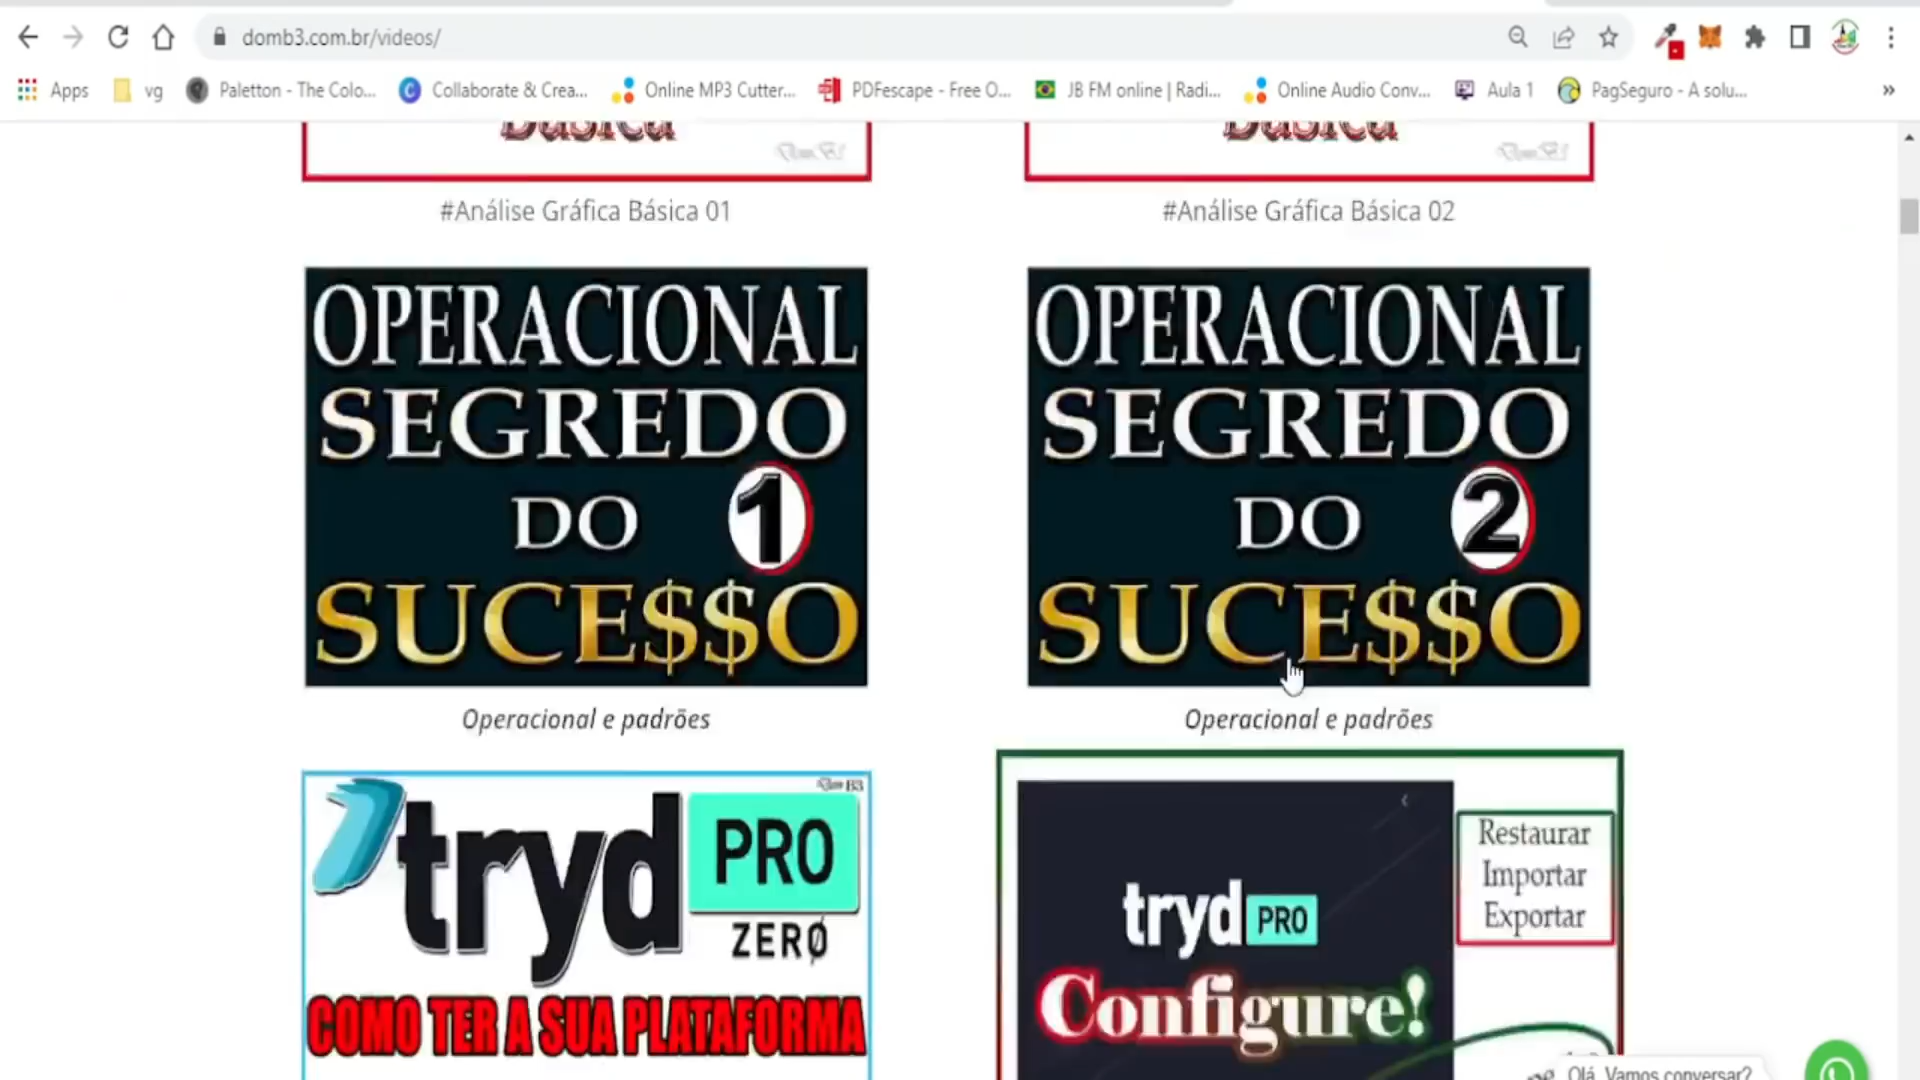 domb3.com.br/videos/
Apps
vg
Paletton - The Colo...
Collaborate & Crea...
Online MP3 Cutter...
PDFescape - Free O...
JB FM online | Radi...
Online Audio Conv...
Aula 1
PagSeguro - A solu...
»
Básica
Básica
#Análise Gráfica Básica 01
#Análise Gráfica Básica 02
OPERACIONAL
SEGREDO
DO 1
SUCE$$O
OPERACIONAL
SEGREDO
DO 2
SUCE$$O
Operacional e padrões
Operacional e padrões
B3
tryd PRO
ZERØ
COMO TER A SUA PLATAFORMA
tryd PRO
Configure!
Restaurar
Importar
Exportar
Olá, Vamos conversar?